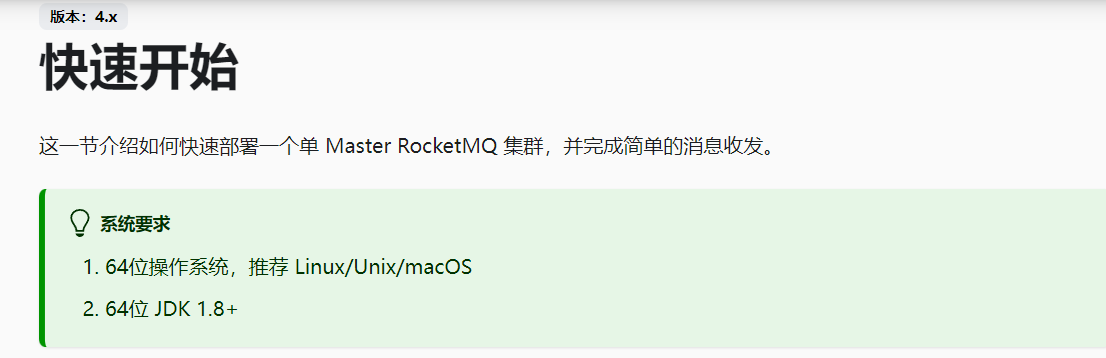 版本：4.x
快速开始
这一节介绍如何快速部署一个单 Master RocketMQ 集群，并完成简单的消息收发。
系统要求
1. 64位操作系统，推荐 Linux/Unix/macOS
2. 64位 JDK 1.8+